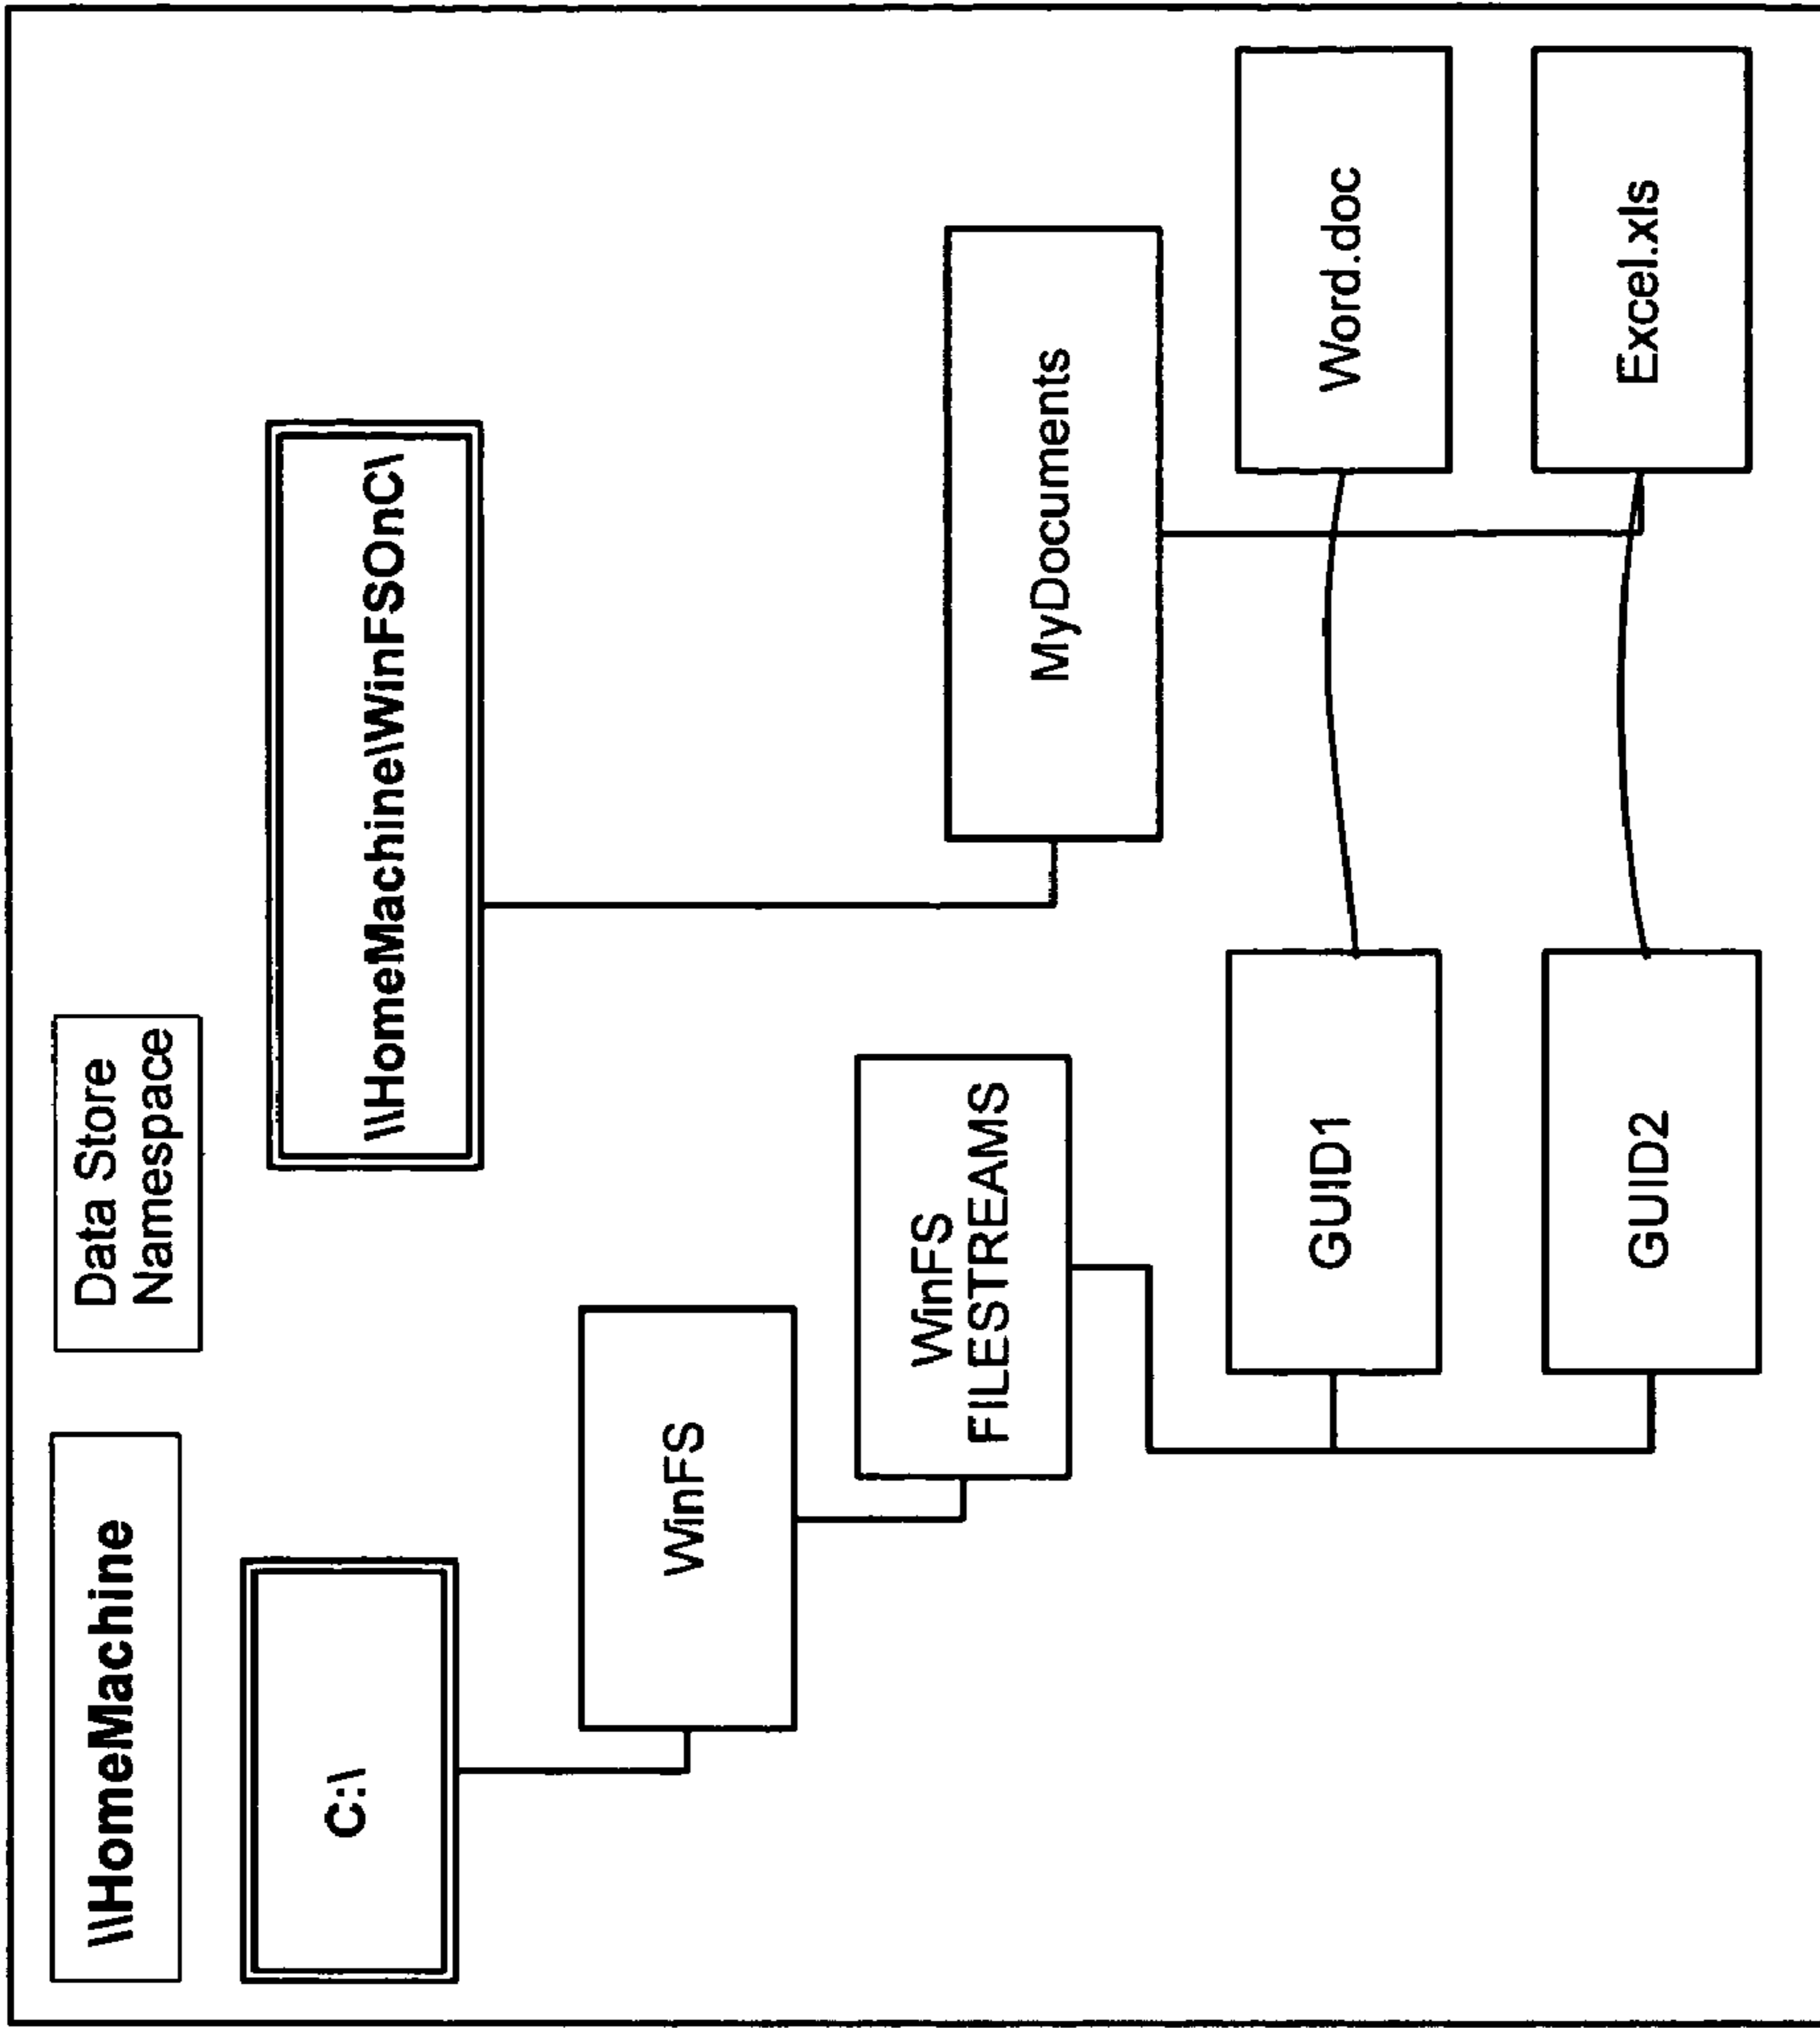 \\HomeMachine
Data Store
Namespace
C:\
\\HomeMachine\WinFSOnC\
WinFS
WinFS
FILESTREAMS
MyDocuments
GUID1
Word.doc
GUID2
Excel.xls